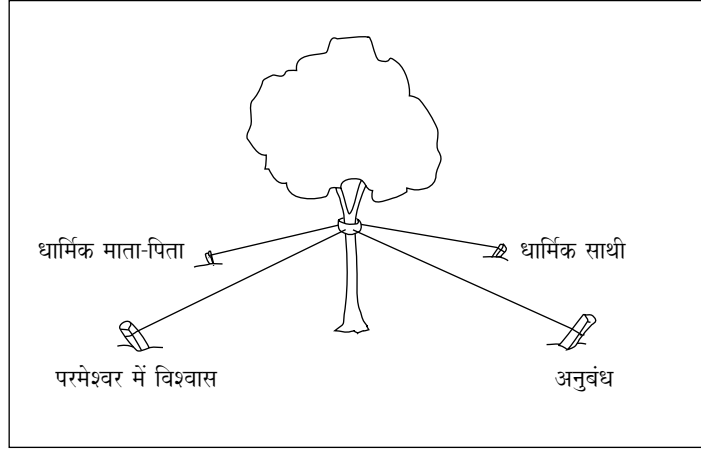 धार्मिक माता-पिता
धार्मिक साथी
परमेश्वर में विश्वास
अनुबंध